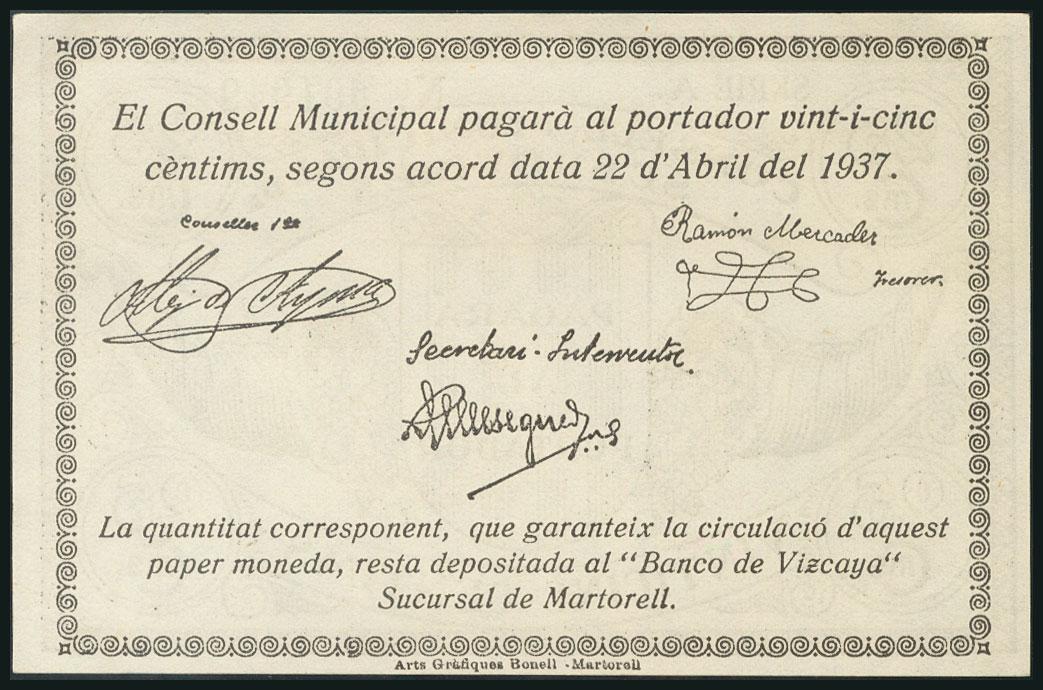 El Consell Municipal pagarà al portador vint-i-cinc
cèntims, segons acord data 22 d'Abril del 1937.
Conseller 1er
Ramón Mercader
Tresorer.
Secretari-Interventor.
La quantitat corresponent, que garanteix la circulació d'aquest
paper moneda, resta depositada al "Banco de Vizcaya"
Sucursal de Martorell.
Arts Gràfiques Bonell - Martorell